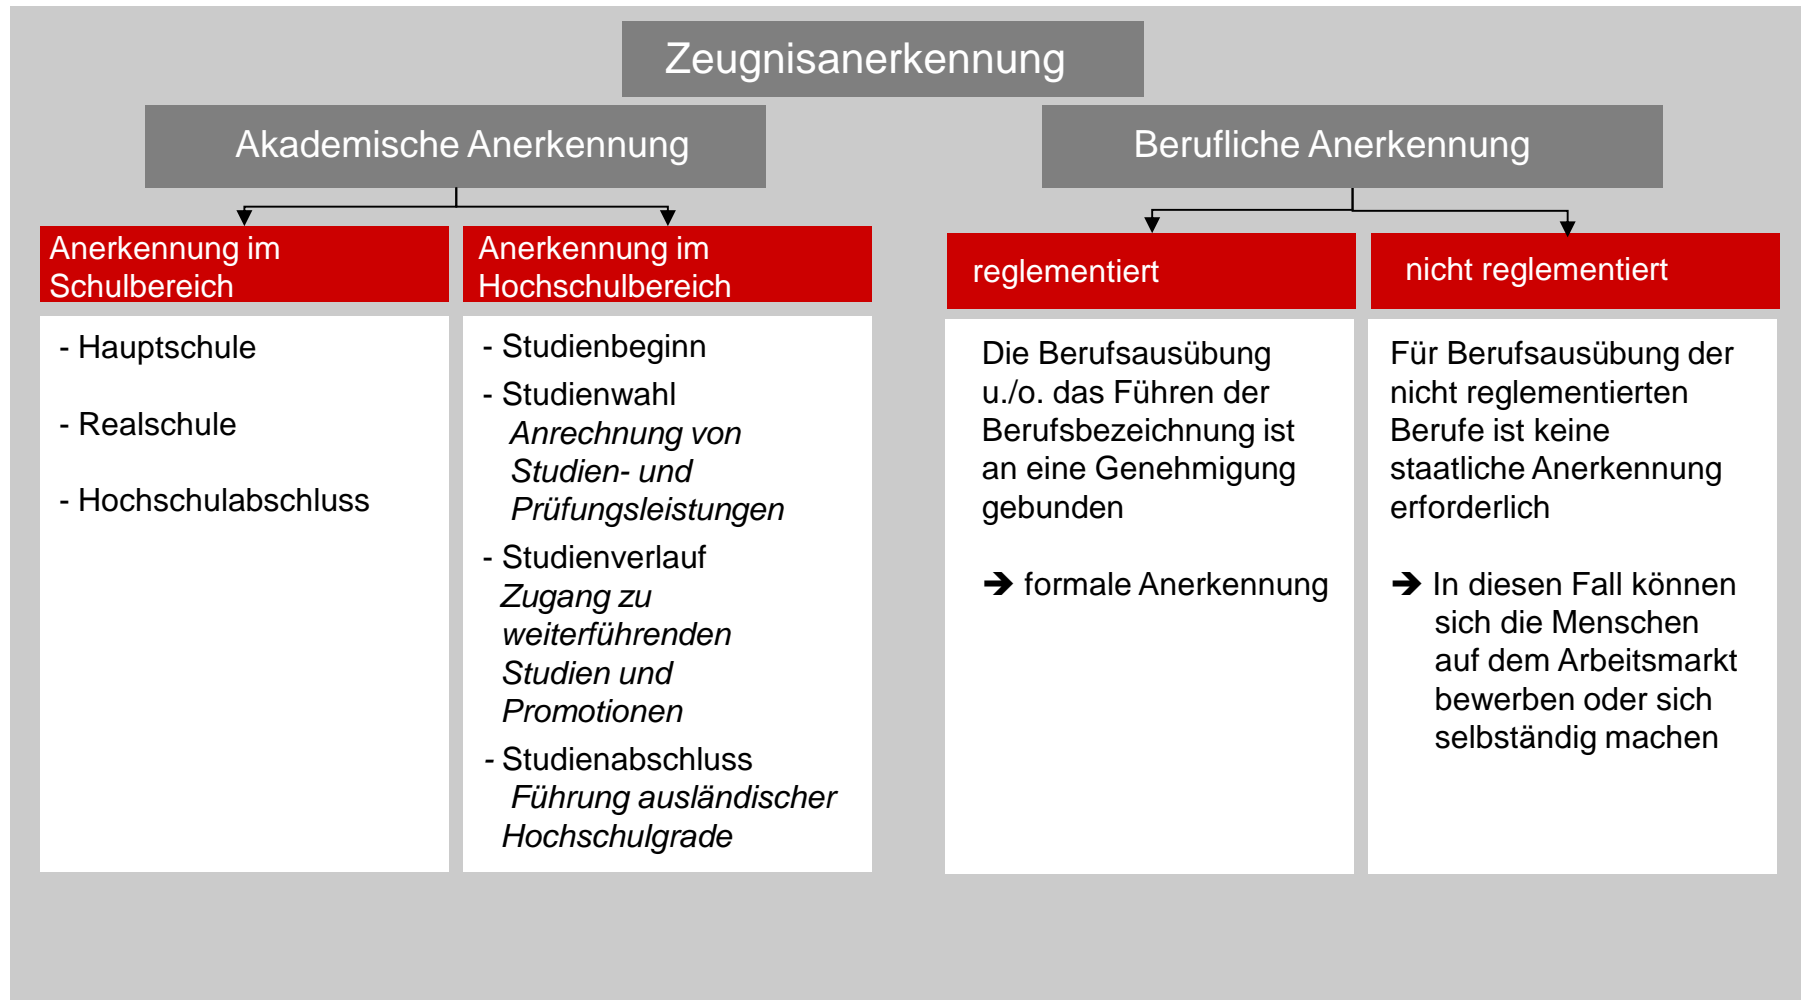 Zeugnisanerkennung
Akademische Anerkennung
Berufliche Anerkennung
Anerkennung im
Schulbereich
- Hauptschule
- Realschule
- Hochschulabschluss
Anerkennung im
Hochschulbereich
- Studienbeginn
- Studienwahl
Anrechnung von
Studien- und
Prüfungsleistungen
- Studienverlauf
Zugang zu
weiterführenden
Studien und
Promotionen
- Studienabschluss
Führung ausländischer
Hochschulgrade
reglementiert
Die Berufsausübung
u./o. das Führen der
Berufsbezeichnung ist
an eine Genehmigung
gebunden
➔ formale Anerkennung
nicht reglementiert
Für Berufsausübung der
nicht reglementierten
Berufe ist keine
staatliche Anerkennung
erforderlich
➔ In diesen Fall können
sich die Menschen
auf dem Arbeitsmarkt
bewerben oder sich
selbständig machen